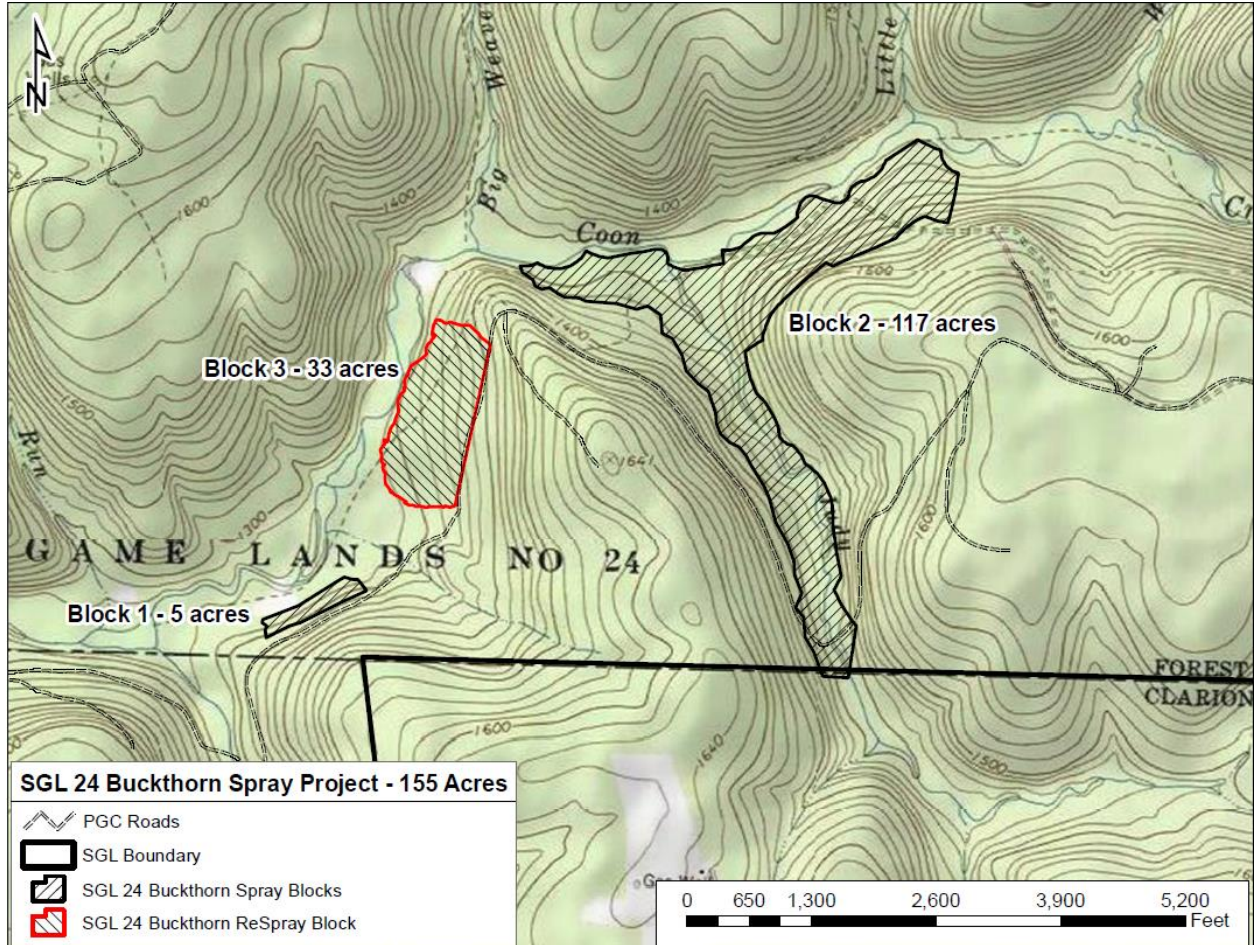 N
Weaver
Big
Little
Coon
1600
1400
1400
1500
1400
1600
1500
1300
1641
1600
Run
Block 2 - 117 acres
Block 3 - 33 acres
GAME LANDS NO 24
Block 1 - 5 acres
FOREST
CLARION
1600
1640
1500
SGL 24 Buckthorn Spray Project - 155 Acres
PGC Roads
SGL Boundary
SGL 24 Buckthorn Spray Blocks
SGL 24 Buckthorn ReSpray Block
0 650 1,300 2,600 3,900 5,200
Feet